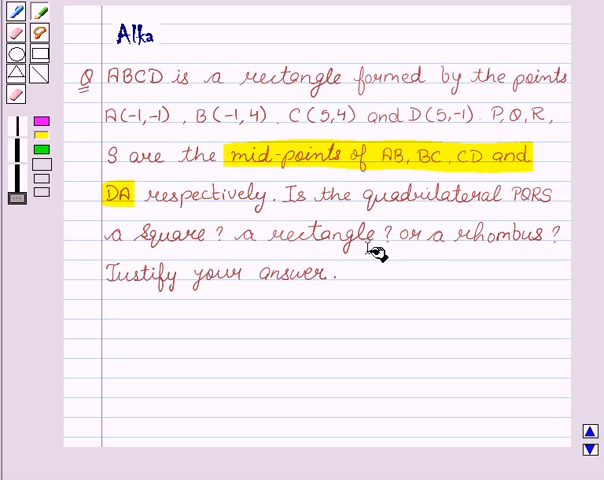 Alka
Q ABCD is a rectangle formed by the points
A(-1,-1), B(-1,4). C(5,4) and D(5,-1). P,Q,R,
S are the mid-points of AB, BC, CD and
DA respectively. Is the quadrilateral PQRS
a square? a rectangle? or a rhombus?
Justify your answer.